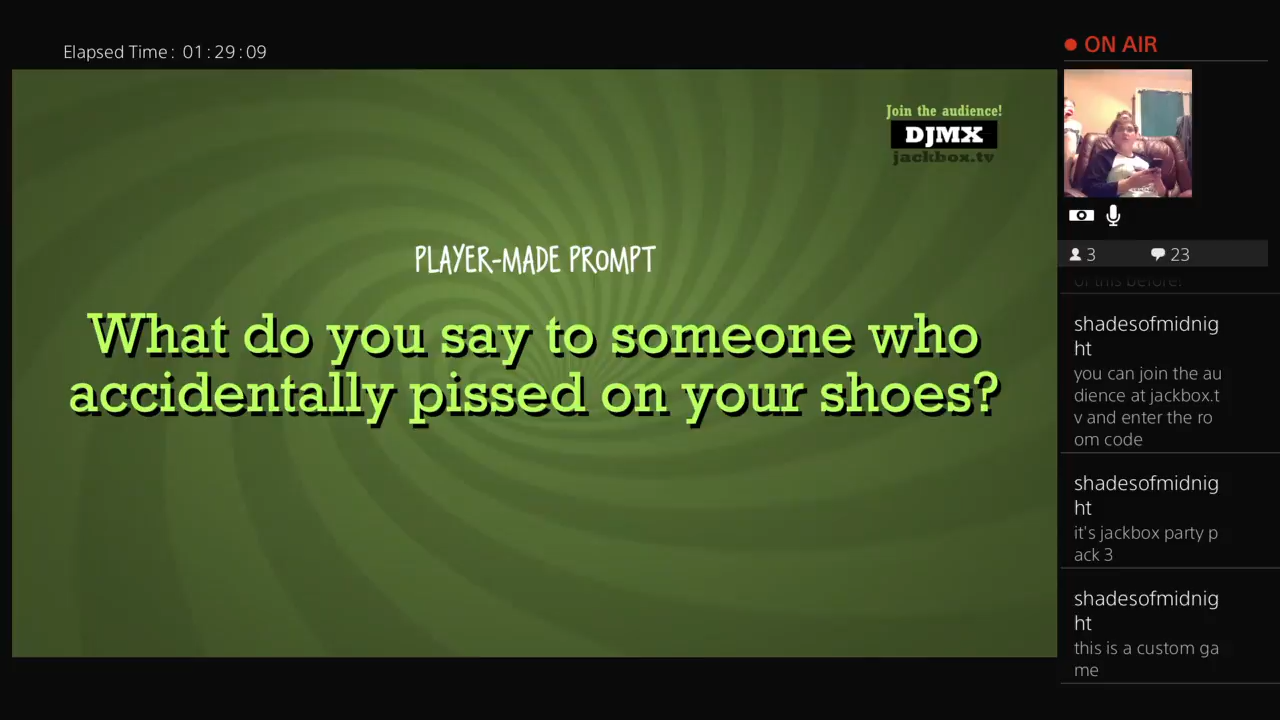 Elapsed Time: 01:29:09
ON AIR
Join the audience!
DJMX
jackbox.tv
PLAYER-MADE PROMPT
What do you say to someone who
accidentally pissed on your shoes?
3
23
of this before!
shadesofmidnig
ht
you can join the au
dience at jackbox.t
v and enter the ro
om code
shadesofmidnig
ht
it's jackbox party p
ack 3
shadesofmidnig
ht
this is a custom ga
me